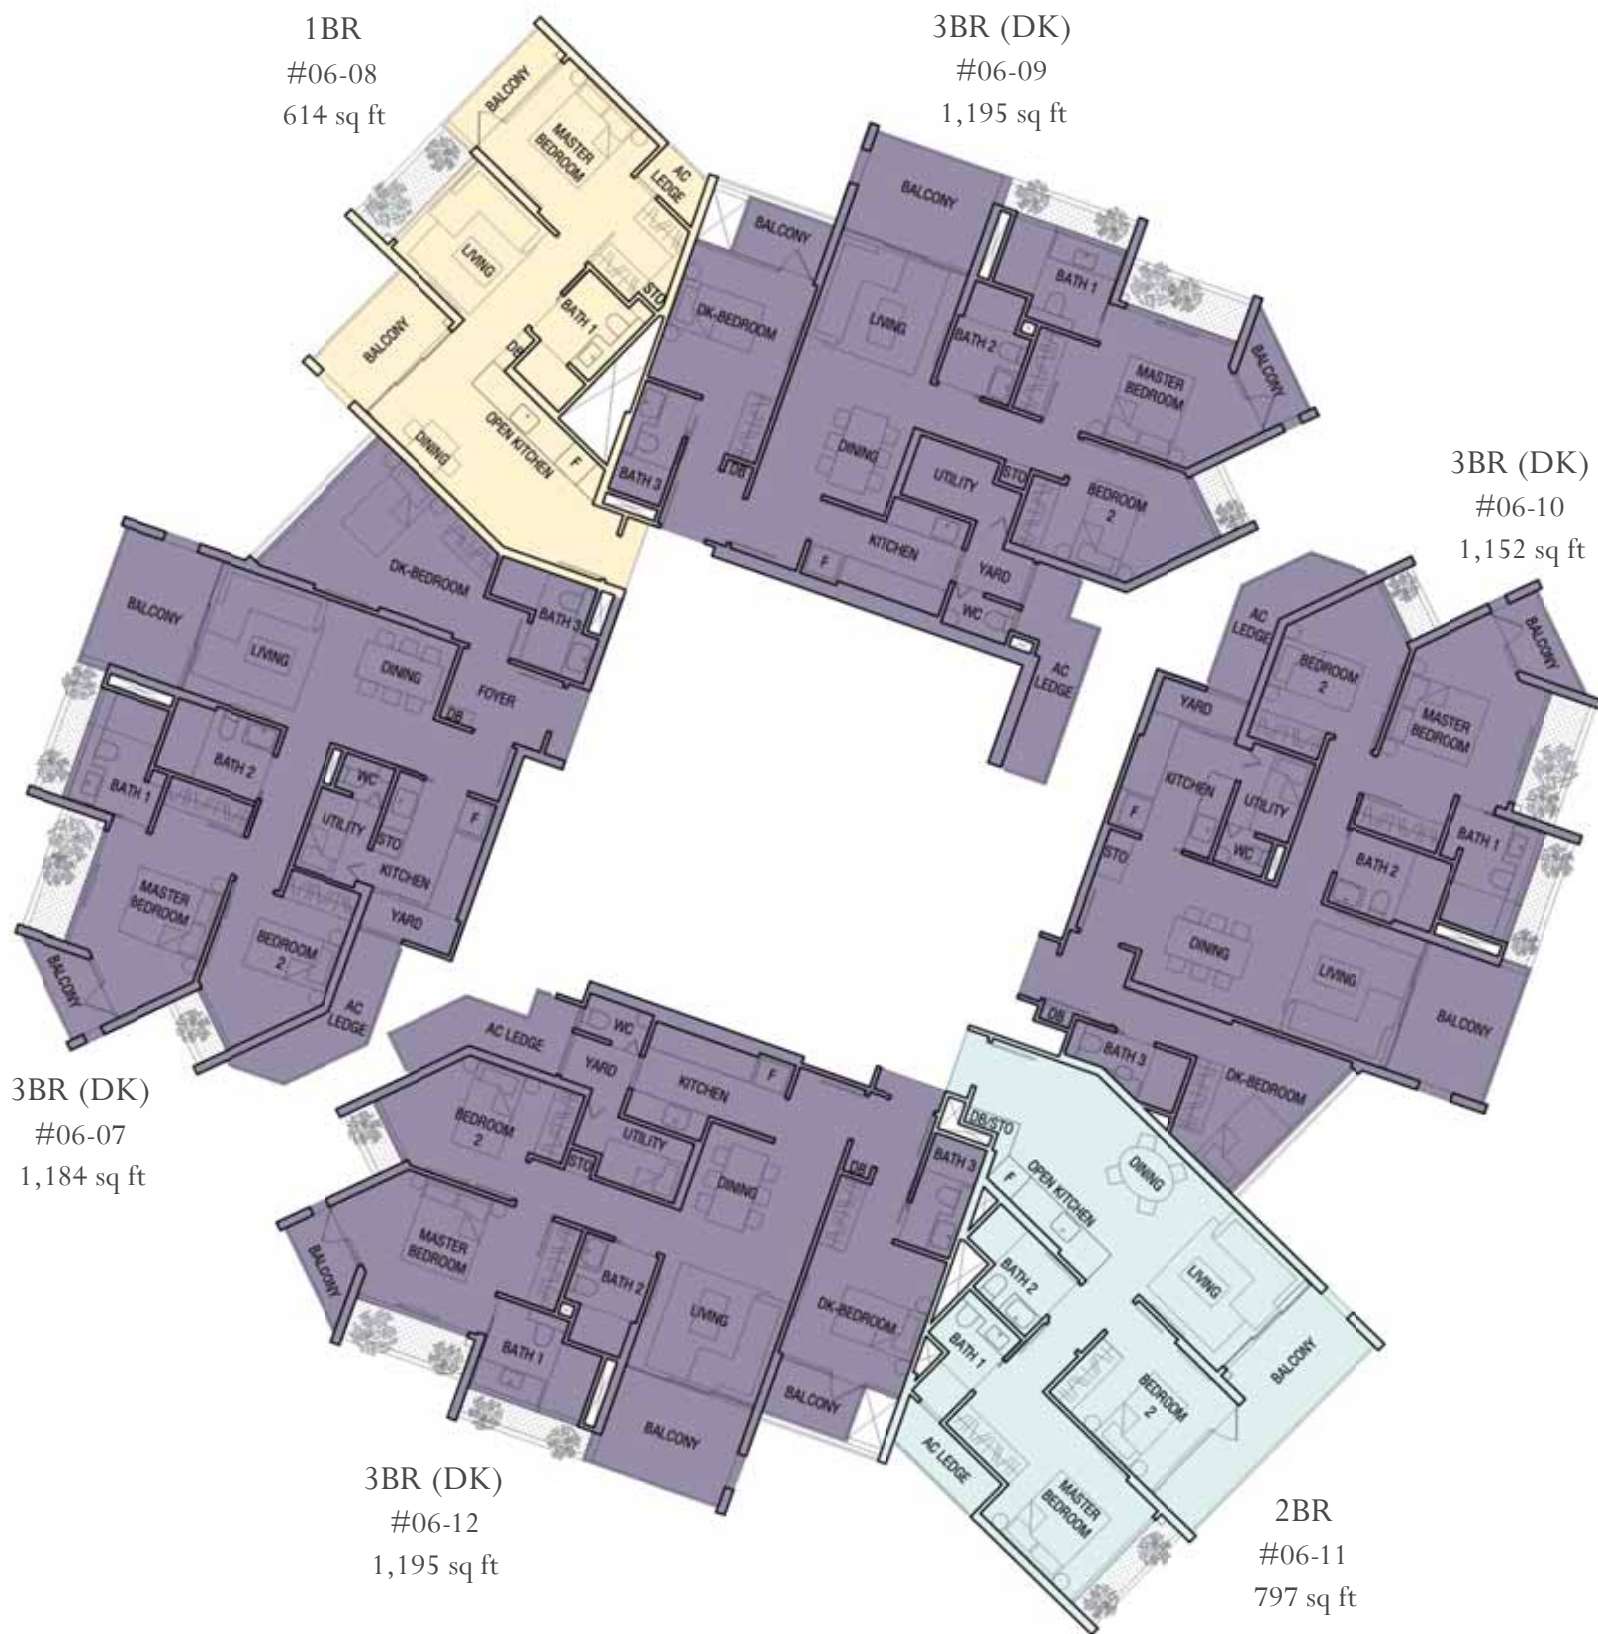 1BR
#06-08
614 sq ft
BALCONY
MASTER
BEDROOM
AC
LEDGE
LIVING
BALCONY
STO
BATH 1
DB
OPEN KITCHEN
F
DINING
3BR (DK)
#06-09
1,195 sq ft
BALCONY
BALCONY
DK-BEDROOM
LIVING
BATH 1
BATH 2
MASTER
BEDROOM
BALCONY
DINING
UTILITY
STO
BEDROOM
2
BATH 3
DB
KITCHEN
F
YARD
WC
AC
LEDGE
3BR (DK)
#06-10
1,152 sq ft
AC
LEDGE
BEDROOM
2
BALCONY
MASTER
BEDROOM
YARD
KITCHEN
UTILITY
F
WC
STO
BATH 1
BATH 2
DINING
LIVING
BALCONY
DB
BATH 3
DK-BEDROOM
DK-BEDROOM
BATH 3
BALCONY
LIVING
DINING
FOYER
DB
BATH 2
BATH 1
WC
UTILITY
STO
F
KITCHEN
YARD
MASTER
BEDROOM
BEDROOM
2
BALCONY
AC
LEDGE
3BR (DK)
#06-07
1,184 sq ft
AC LEDGE
WC
YARD
KITCHEN
F
BEDROOM
2
UTILITY
STO
DINING
DB
BATH 3
MASTER
BEDROOM
BALCONY
BATH 2
BATH 1
LIVING
DK-BEDROOM
BALCONY
BALCONY
3BR (DK)
#06-12
1,195 sq ft
DB/STO
F
OPEN KITCHEN
DINING
LIVING
BATH 2
BATH 1
BALCONY
BEDROOM
2
AC LEDGE
MASTER
BEDROOM
2BR
#06-11
797 sq ft